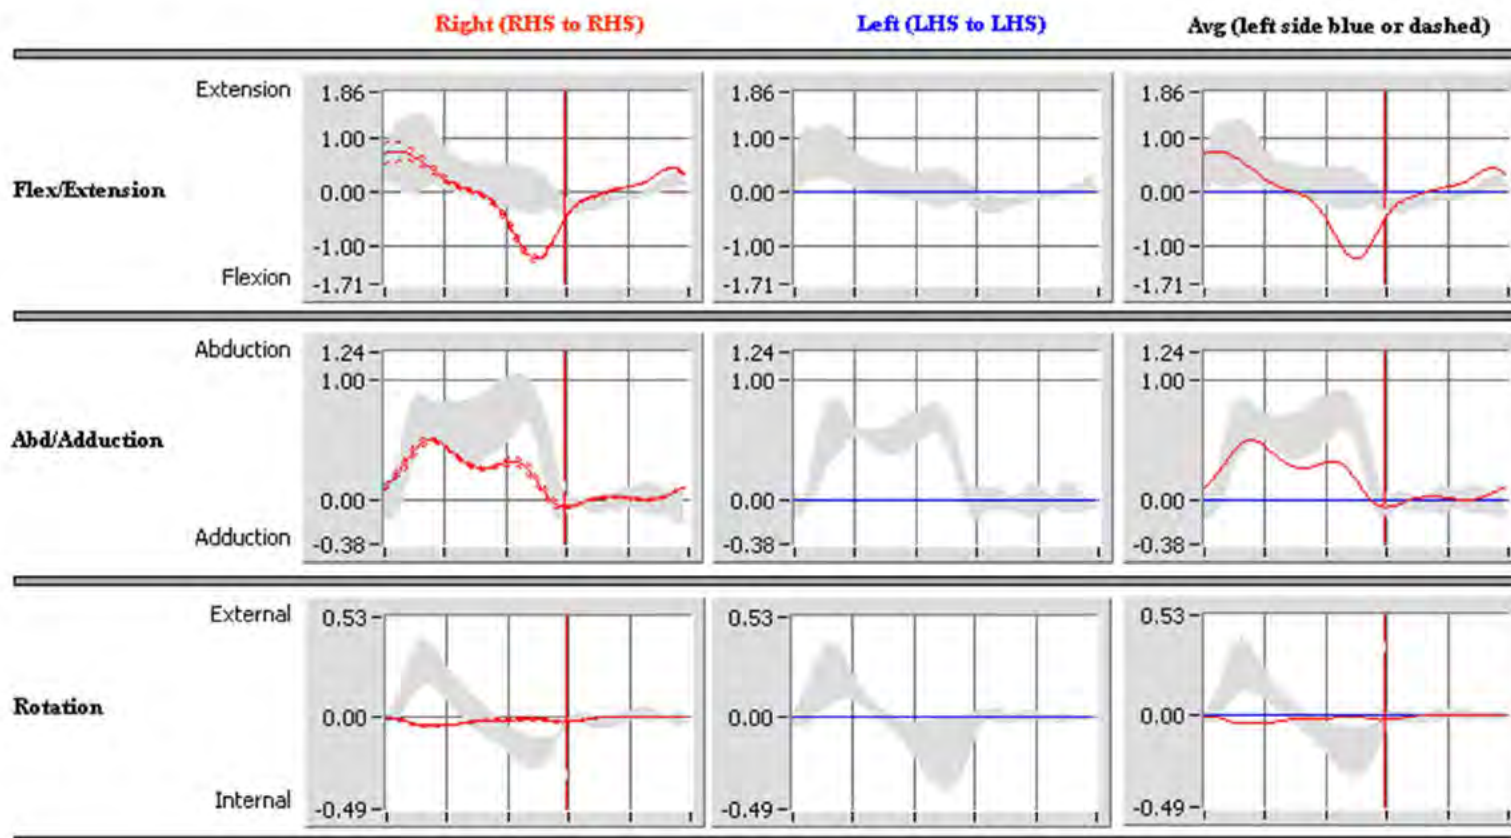 Right (RHS to RHS) Left (LHS to LHS) Avg (left side blue or dashed)
Extension 1.86 1.86 1.86
1.00 1.00 1.00
Flex/Extension 0.00 0.00 0.00
-1.00 -1.00 -1.00
Flexion -1.71 -1.71 -1.71
Abduction 1.24 1.24 1.24
1.00 1.00 1.00
Abd/Adduction
0.00 0.00 0.00
Adduction -0.38 -0.38 -0.38
External 0.53 0.53 0.53
Rotation 0.00 0.00 0.00
Internal -0.49 -0.49 -0.49